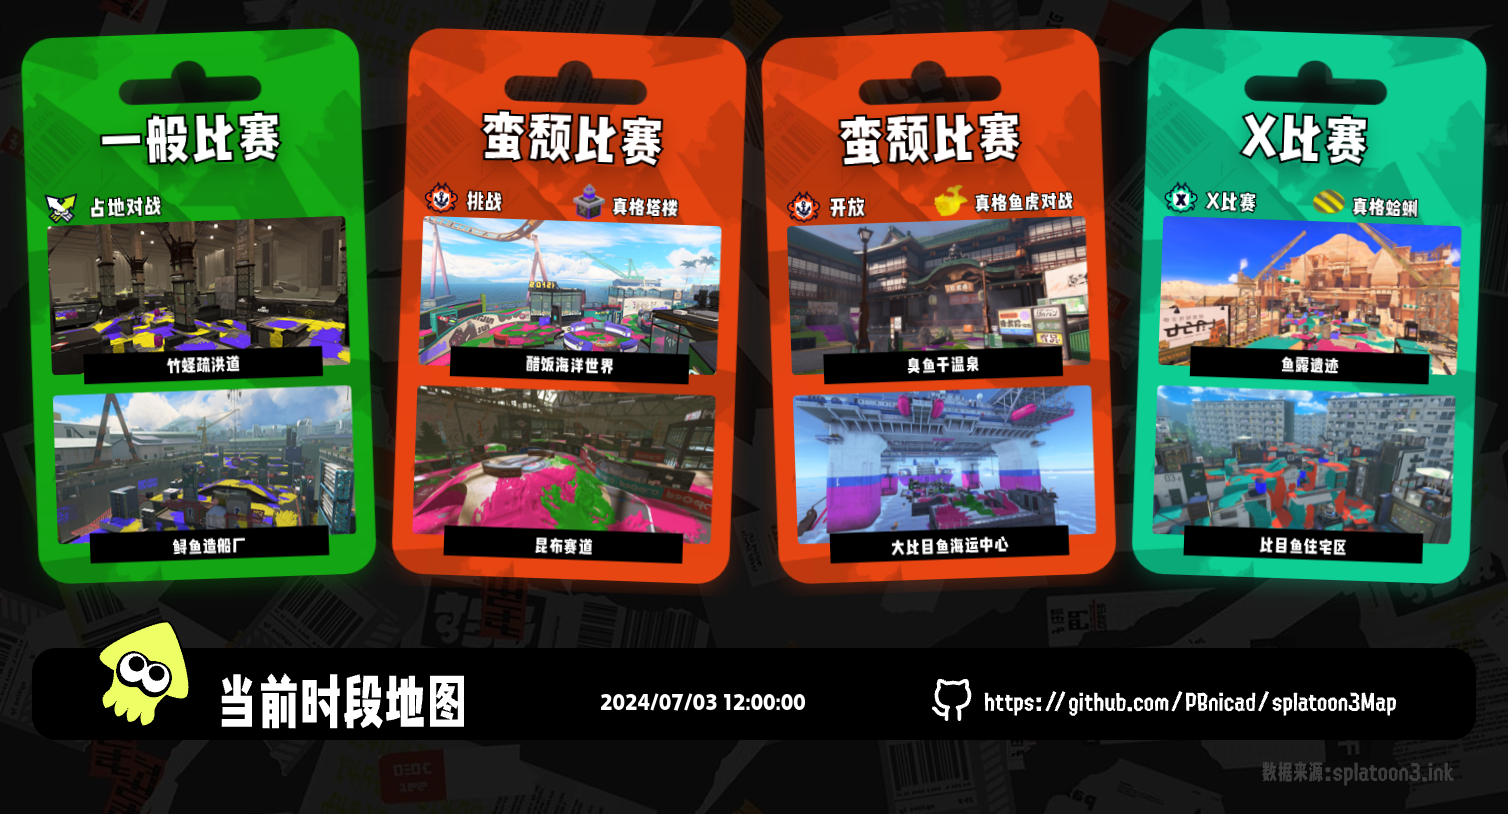 一般比赛
占地对战
竹蛏疏洪道
鲟鱼造船厂
蛮颓比赛
挑战
真格塔楼
醋饭海洋世界
昆布赛道
蛮颓比赛
开放
真格鱼虎对战
臭鱼干温泉
大比目鱼海运中心
X比赛
X比赛
真格蛤蜊
鱼露遗迹
比目鱼住宅区
当前时段地图
2024/07/03 12:00:00
https://github.com/PBnicad/splatoon3Map
数据来源:splatoon3.ink